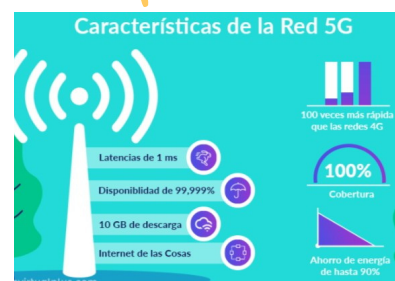 Características de la Red 5G
Latencias de 1 ms
Disponiblidad de 99,999%
10 GB de descarga
Internet de las Cosas
100 veces más rápida
que las redes 4G
100%
Cobertura
Ahorro de energía
de hasta 90%